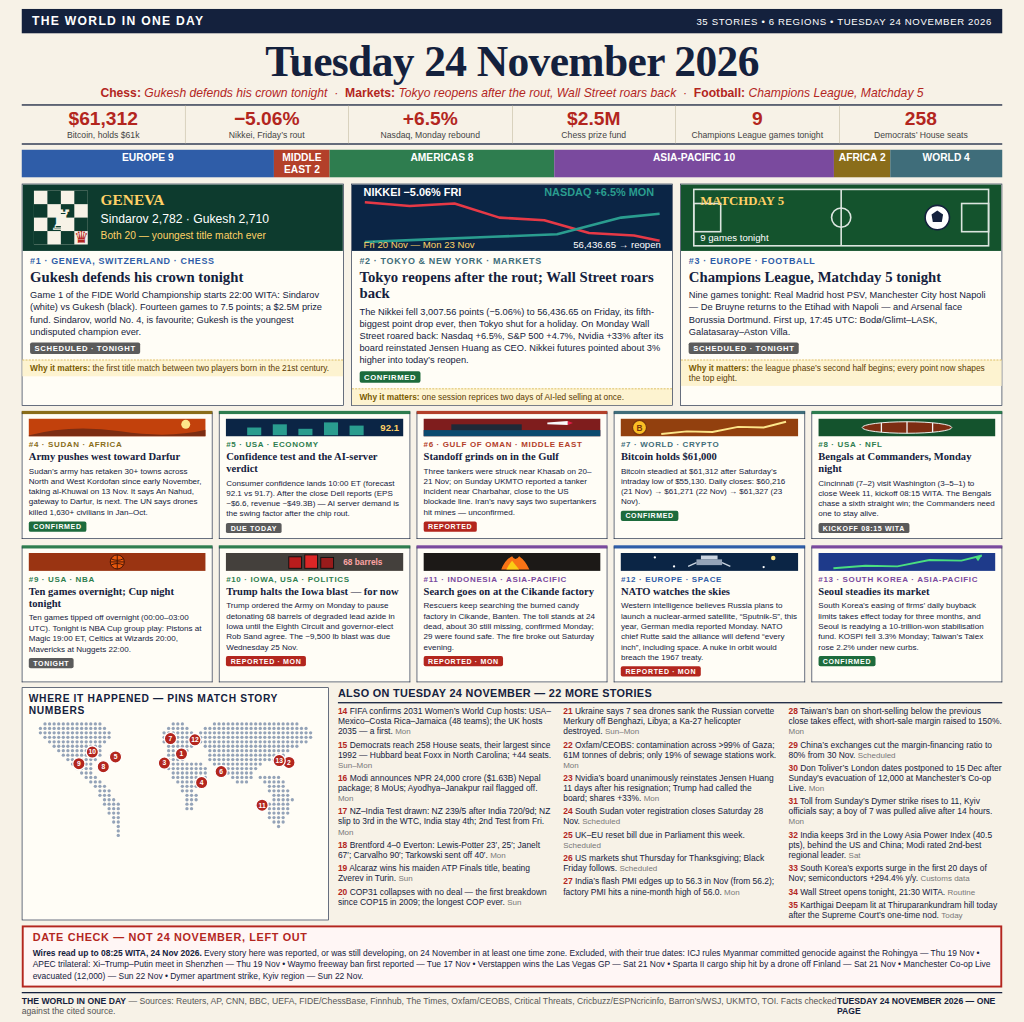 THE WORLD IN ONE DAY
35 STORIES • 6 REGIONS • TUESDAY 24 NOVEMBER 2026
Tuesday 24 November 2026
Chess: Gukesh defends his crown tonight · Markets: Tokyo reopens after the rout, Wall Street roars back · Football: Champions League, Matchday 5
$61,312
Bitcoin, holds $61k
−5.06%
Nikkei, Friday's rout
+6.5%
Nasdaq, Monday rebound
$2.5M
Chess prize fund
9
Champions League games tonight
258
Democrats' House seats
EUROPE 9
MIDDLE
EAST 2
AMERICAS 8
ASIA-PACIFIC 10
AFRICA 2
WORLD 4
GENEVA
Sindarov 2,782 · Gukesh 2,710
Both 20 — youngest title match ever
#1 · GENEVA, SWITZERLAND · CHESS
Gukesh defends his crown tonight
Game 1 of the FIDE World Championship starts 22:00 WITA: Sindarov
(white) vs Gukesh (black). Fourteen games to 7.5 points; a $2.5M prize
fund. Sindarov, world No. 4, is favourite; Gukesh is the youngest
undisputed champion ever.
SCHEDULED · TONIGHT
Why it matters: the first title match between two players born in the 21st century.
NIKKEI −5.06% FRI
NASDAQ +6.5% MON
Fri 20 Nov — Mon 23 Nov
56,436.65 → reopen
#2 · TOKYO & NEW YORK · MARKETS
Tokyo reopens after the rout; Wall Street roars
back
The Nikkei fell 3,007.56 points (−5.06%) to 56,436.65 on Friday, its fifth-
biggest point drop ever, then Tokyo shut for a holiday. On Monday Wall
Street roared back: Nasdaq +6.5%, S&P 500 +4.7%, Nvidia +33% after its
board reinstated Jensen Huang as CEO. Nikkei futures pointed about 3%
higher into today's reopen.
CONFIRMED
Why it matters: one session reprices two days of AI-led selling at once.
MATCHDAY 5
9 games tonight
#3 · EUROPE · FOOTBALL
Champions League, Matchday 5 tonight
Nine games tonight: Real Madrid host PSV, Manchester City host Napoli
— De Bruyne returns to the Etihad with Napoli — and Arsenal face
Borussia Dortmund. First up, 17:45 UTC: Bodø/Glimt–LASK,
Galatasaray–Aston Villa.
SCHEDULED · TONIGHT
Why it matters: the league phase's second half begins; every point now shapes
the top eight.
#4 · SUDAN · AFRICA
Army pushes west toward Darfur
Sudan's army has retaken 30+ towns across
North and West Kordofan since early November,
taking al-Khuwai on 13 Nov. It says An Nahud,
gateway to Darfur, is next. The UN says drones
killed 1,630+ civilians in Jan–Oct.
CONFIRMED
92.1
#5 · USA · ECONOMY
Confidence test and the AI-server
verdict
Consumer confidence lands 10:00 ET (forecast
92.1 vs 91.7). After the close Dell reports (EPS
~$6.6, revenue ~$49.3B) — AI server demand is
the swing factor after the chip rout.
DUE TODAY
#6 · GULF OF OMAN · MIDDLE EAST
Standoff grinds on in the Gulf
Three tankers were struck near Khasab on 20–
21 Nov; on Sunday UKMTO reported a tanker
incident near Chabahar, close to the US
blockade line. Iran's navy says two supertankers
hit mines — unconfirmed.
REPORTED
B
#7 · WORLD · CRYPTO
Bitcoin holds $61,000
Bitcoin steadied at $61,312 after Saturday's
intraday low of $55,130. Daily closes: $60,216
(21 Nov) → $61,271 (22 Nov) → $61,327 (23
Nov).
CONFIRMED
#8 · USA · NFL
Bengals at Commanders, Monday
night
Cincinnati (7–2) visit Washington (3–5–1) to
close Week 11, kickoff 08:15 WITA. The Bengals
chase a sixth straight win; the Commanders need
one to stay alive.
KICKOFF 08:15 WITA
#9 · USA · NBA
Ten games overnight; Cup night
tonight
Ten games tipped off overnight (00:00–03:00
UTC). Tonight is NBA Cup group play: Pistons at
Magic 19:00 ET, Celtics at Wizards 20:00,
Mavericks at Nuggets 22:00.
TONIGHT
68 barrels
#10 · IOWA, USA · POLITICS
Trump halts the Iowa blast — for now
Trump ordered the Army on Monday to pause
detonating 68 barrels of degraded lead azide in
Iowa until the Eighth Circuit and governor-elect
Rob Sand agree. The ~9,500 lb blast was due
Wednesday 25 Nov.
REPORTED · MON
#11 · INDONESIA · ASIA-PACIFIC
Search goes on at the Cikande factory
Rescuers keep searching the burned candy
factory in Cikande, Banten. The toll stands at 24
dead, about 30 still missing, confirmed Monday;
29 were found safe. The fire broke out Saturday
evening.
REPORTED · MON
#12 · EUROPE · SPACE
NATO watches the skies
Western intelligence believes Russia plans to
launch a nuclear-armed satellite, "Sputnik-S", this
year, German media reported Monday. NATO
chief Rutte said the alliance will defend "every
inch", including space. A nuke in orbit would
breach the 1967 treaty.
REPORTED · MON
#13 · SOUTH KOREA · ASIA-PACIFIC
Seoul steadies its market
South Korea's easing of firms' daily buyback
limits takes effect today for three months, and
Seoul is readying a 10-trillion-won stabilisation
fund. KOSPI fell 3.3% Monday; Taiwan's Taiex
rose 2.2% under new curbs.
CONFIRMED
WHERE IT HAPPENED — PINS MATCH STORY
NUMBERS
7
12
10
1
5
9
8
3
13
2
6
4
11
ALSO ON TUESDAY 24 NOVEMBER — 22 MORE STORIES
14 FIFA confirms 2031 Women's World Cup hosts: USA–
Mexico–Costa Rica–Jamaica (48 teams); the UK hosts
2035 — a first. Mon
15 Democrats reach 258 House seats, their largest since
1992 — Hubbard beat Foxx in North Carolina; +44 seats.
Sun–Mon
16 Modi announces NPR 24,000 crore ($1.63B) Nepal
package; 8 MoUs; Ayodhya–Janakpur rail flagged off.
Mon
17 NZ–India Test drawn: NZ 239/5 after India 720/9d; NZ
slip to 3rd in the WTC, India stay 4th; 2nd Test from Fri.
Mon
18 Brentford 4–0 Everton: Lewis-Potter 23', 25'; Janelt
67'; Carvalho 90'; Tarkowski sent off 40'. Mon
19 Alcaraz wins his maiden ATP Finals title, beating
Zverev in Turin. Sun
20 COP31 collapses with no deal — the first breakdown
since COP15 in 2009; the longest COP ever. Sun
21 Ukraine says 7 sea drones sank the Russian corvette
Merkury off Benghazi, Libya; a Ka-27 helicopter
destroyed. Sun–Mon
22 Oxfam/CEOBS: contamination across >99% of Gaza;
61M tonnes of debris; only 19% of sewage stations work.
Mon
23 Nvidia's board unanimously reinstates Jensen Huang
11 days after his resignation; Trump had called the
board; shares +33%. Mon
24 South Sudan voter registration closes Saturday 28
Nov. Scheduled
25 UK–EU reset bill due in Parliament this week.
Scheduled
26 US markets shut Thursday for Thanksgiving; Black
Friday follows. Scheduled
27 India's flash PMI edges up to 56.3 in Nov (from 56.2);
factory PMI hits a nine-month high of 56.0. Mon
28 Taiwan's ban on short-selling below the previous
close takes effect, with short-sale margin raised to 150%.
Mon
29 China's exchanges cut the margin-financing ratio to
80% from 30 Nov. Scheduled
30 Don Toliver's London dates postponed to 15 Dec after
Sunday's evacuation of 12,000 at Manchester's Co-op
Live. Mon
31 Toll from Sunday's Dymer strike rises to 11, Kyiv
officials say; a boy of 7 was pulled alive after 14 hours.
Mon
32 India keeps 3rd in the Lowy Asia Power Index (40.5
pts), behind the US and China; Modi rated 2nd-best
regional leader. Sat
33 South Korea's exports surge in the first 20 days of
Nov; semiconductors +294.4% y/y. Customs data
34 Wall Street opens tonight, 21:30 WITA. Routine
35 Karthigai Deepam lit at Thiruparankundram hill today
after the Supreme Court's one-time nod. Today
DATE CHECK — NOT 24 NOVEMBER, LEFT OUT
Wires read up to 08:25 WITA, 24 Nov 2026. Every story here was reported, or was still developing, on 24 November in at least one time zone. Excluded, with their true dates: ICJ rules Myanmar committed genocide against the Rohingya — Thu 19 Nov •
APEC trilateral: Xi–Trump–Putin meet in Shenzhen — Thu 19 Nov • Waymo freeway ban first reported — Tue 17 Nov • Verstappen wins the Las Vegas GP — Sat 21 Nov • Sparta II cargo ship hit by a drone off Finland — Sat 21 Nov • Manchester Co-op Live
evacuated (12,000) — Sun 22 Nov • Dymer apartment strike, Kyiv region — Sun 22 Nov.
THE WORLD IN ONE DAY — Sources: Reuters, AP, CNN, BBC, UEFA, FIDE/ChessBase, Finnhub, The Times, Oxfam/CEOBS, Critical Threats, Cricbuzz/ESPNcricinfo, Barron's/WSJ, UKMTO, TOI. Facts checked
against the cited source.
TUESDAY 24 NOVEMBER 2026 — ONE
PAGE